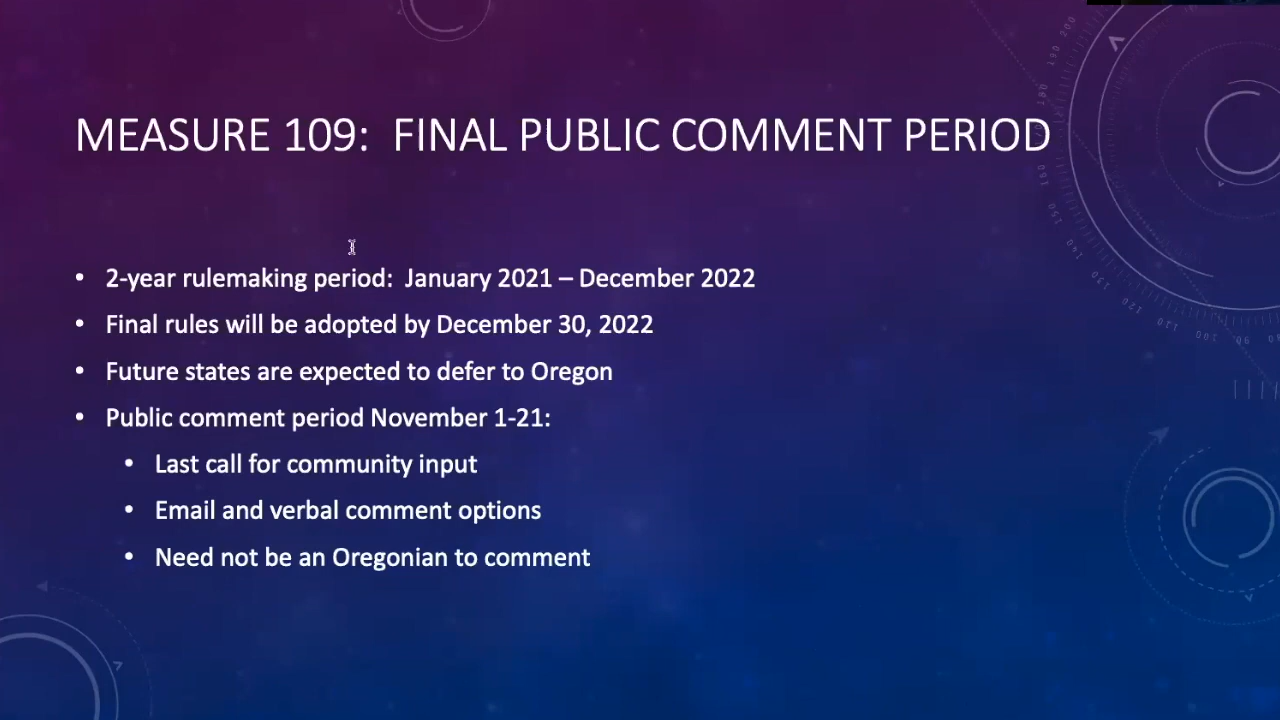 MEASURE 109: FINAL PUBLIC COMMENT PERIOD
• 2-year rulemaking period: January 2021 – December 2022
• Final rules will be adopted by December 30, 2022
• Future states are expected to defer to Oregon
• Public comment period November 1-21:
• Last call for community input
• Email and verbal comment options
• Need not be an Oregonian to comment